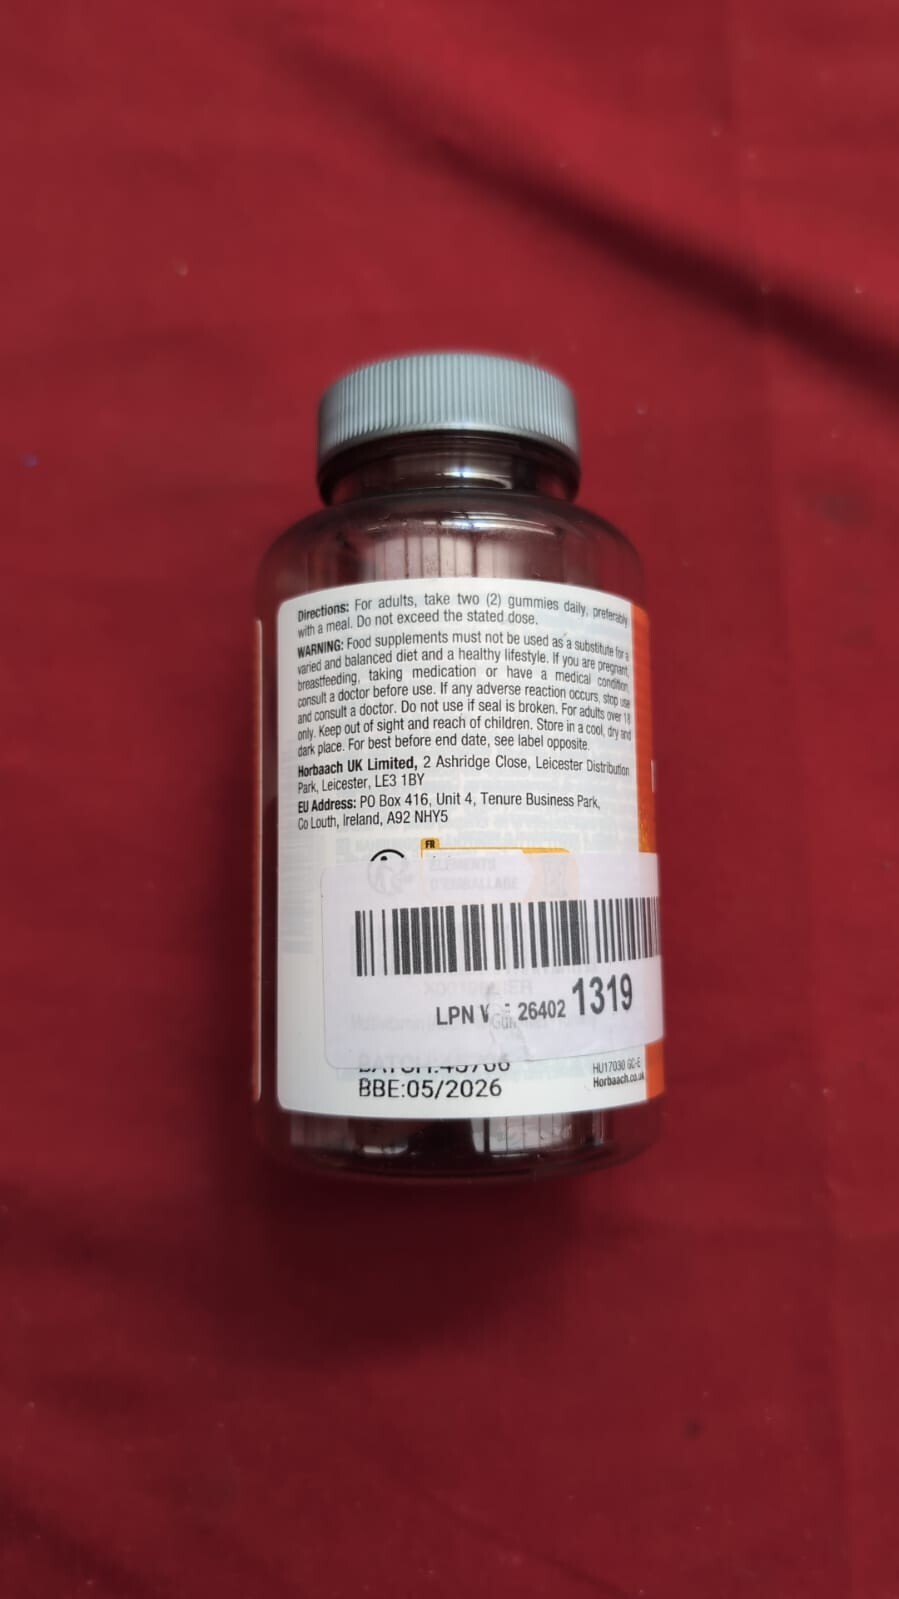 Directions: For adults, take two (2) gummies daily, preferably
with a meal. Do not exceed the stated dose.
WARNING: Food supplements must not be used as a substitute for a
varied and balanced diet and a healthy lifestyle. If you are pregnant,
breastfeeding, taking medication or have a medical condition,
consult a doctor before use. If any adverse reaction occurs, stop use
and consult a doctor. Do not use if seal is broken. For adults over 18
only. Keep out of sight and reach of children. Store in a cool, dry and
dark place. For best before end date, see label opposite.
Horbaach UK Limited, 2 Ashridge Close, Leicester Distribution
Park, Leicester, LE3 1BY
EU Address: PO Box 416, Unit 4, Tenure Business Park,
Co Louth, Ireland, A92 NHY5
FR
ÉLÉMENTS
D'EMBALLAGE
LPN 26402 1319
BBE:05/2026
HU17030 GC-E
Horbaach.co.uk